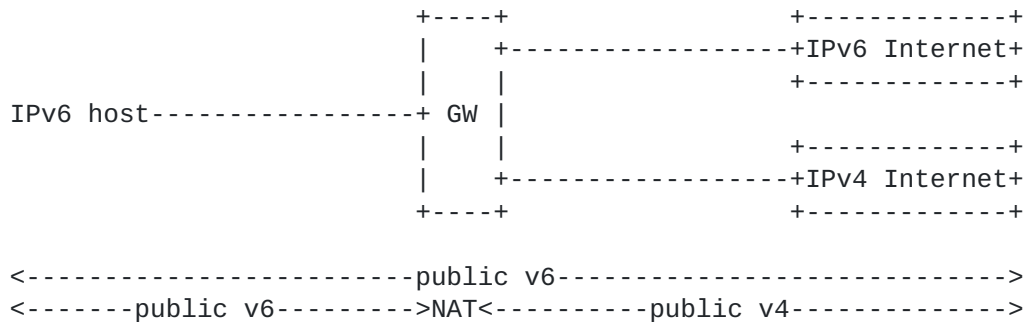 +----+                  +-------------+
                          |    +------------------+IPv6 Internet+
                          |    |                  +-------------+
IPv6 host-----------------+ GW |
                          |    |                  +-------------+
                          |    +------------------+IPv4 Internet+
                          +----+                  +-------------+

<-------------------------public v6----------------------------->
<-------public v6--------->NAT<----------public v4-------------->